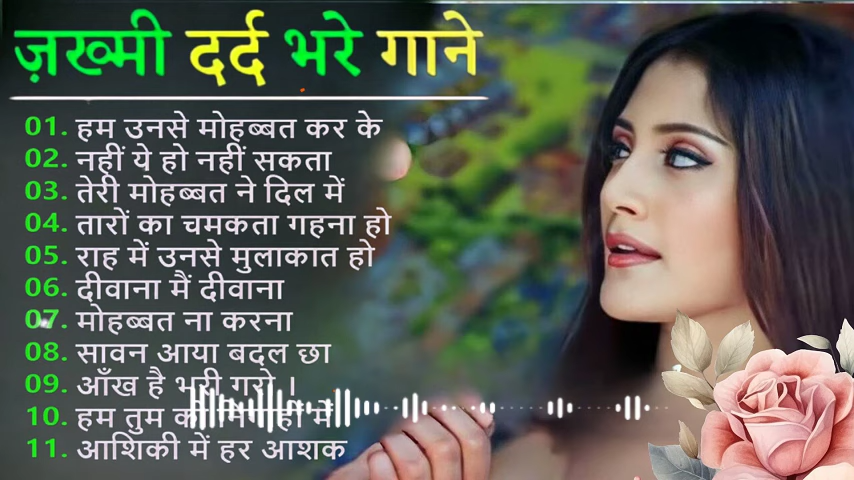 ज़ख्मी दर्द भरे गाने
01. हम उनसे मोहब्बत कर के
02. नहीं ये हो नहीं सकता
03. तेरी मोहब्बत ने दिल में
04. तारों का चमकता गहना हो
05. राह में उनसे मुलाकात हो
06. दीवाना मैं दीवाना
07. मोहब्बत ना करना
08. सावन आया बदल छा
09. आँख है भरी ।
10. हम तुम में
11. आशिकी में हर आशक